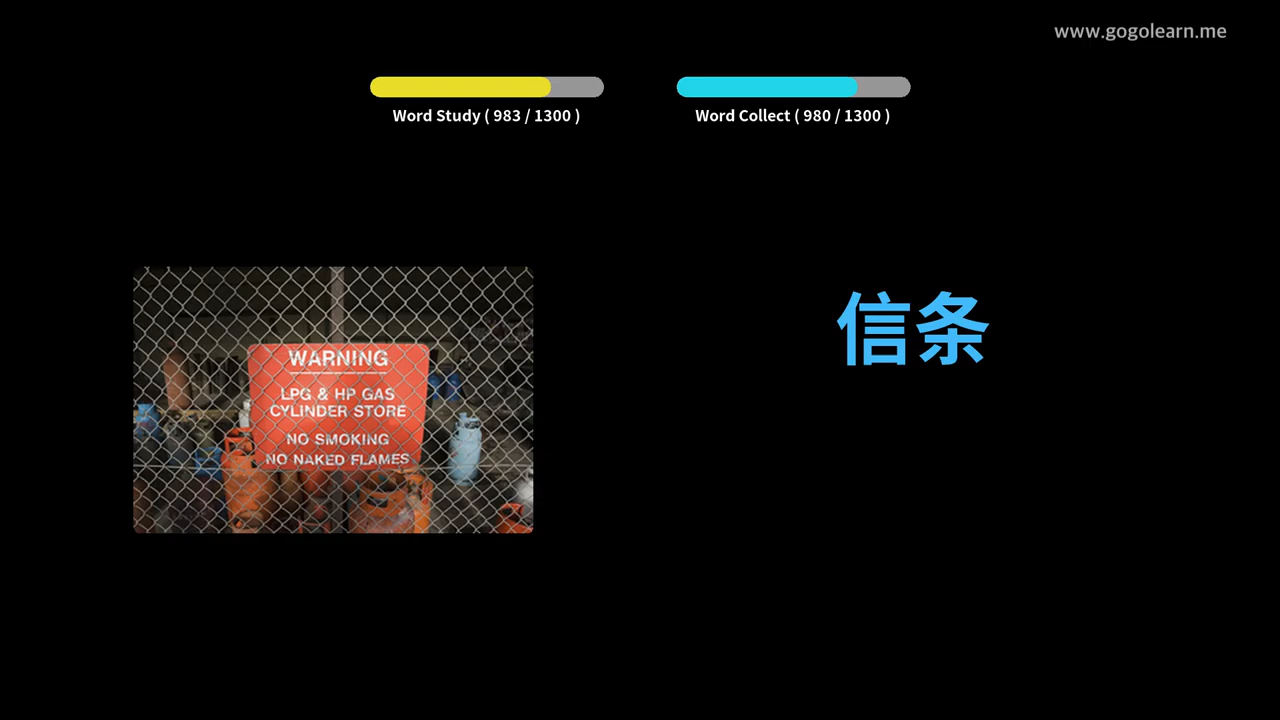 www.gogolearn.me
Word Study ( 983 / 1300 )
Word Collect ( 980 / 1300 )
信条
WARNING
LPG & HP GAS
CYLINDER STORE
NO SMOKING
NO NAKED FLAMES